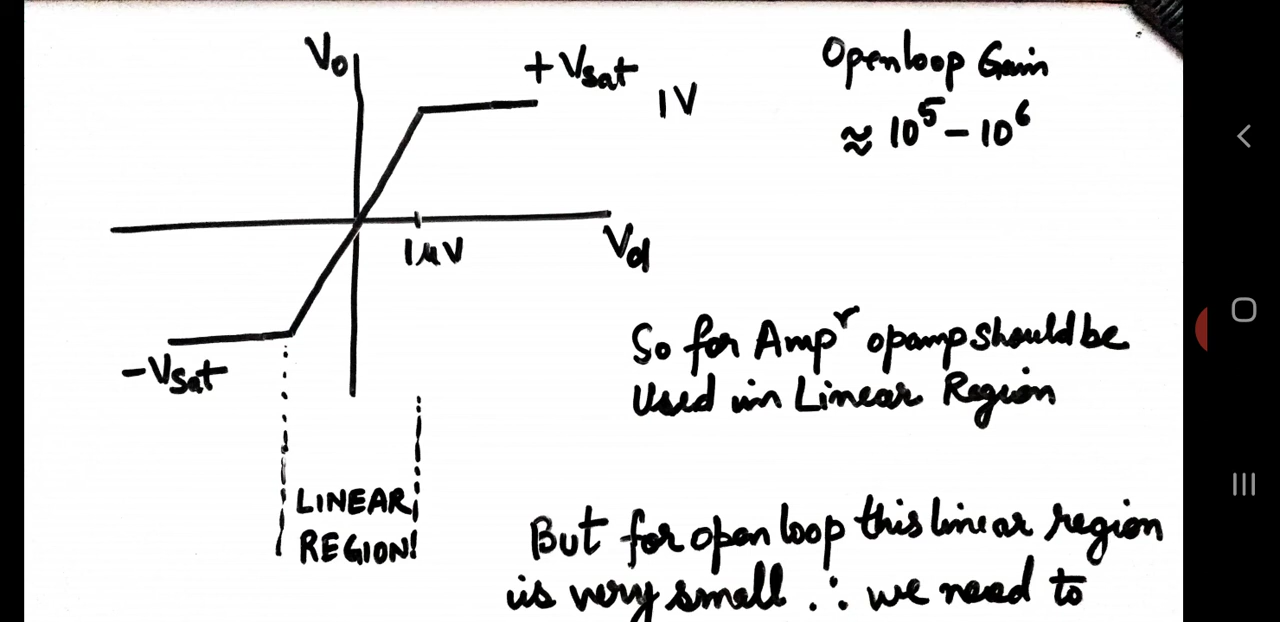 Vo
+Vsat
1V
Openloop Gain
≈ 10⁵ - 10⁶
1μV
Vd
-Vsat
So for Ampʳ opamp should be
Used in Linear Region
LINEAR
REGION!
But for open loop this linear region
is very small ∴ we need to